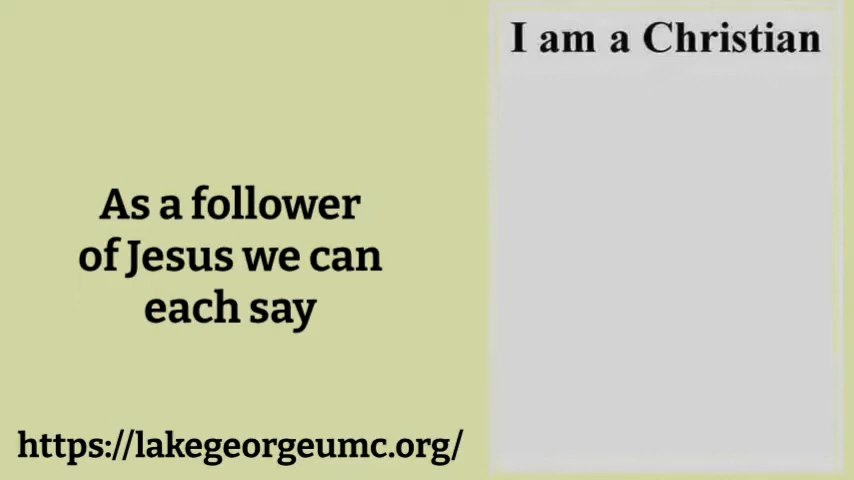 I am a Christian
As a follower
of Jesus we can
each say
https://lakegeorgeumc.org/